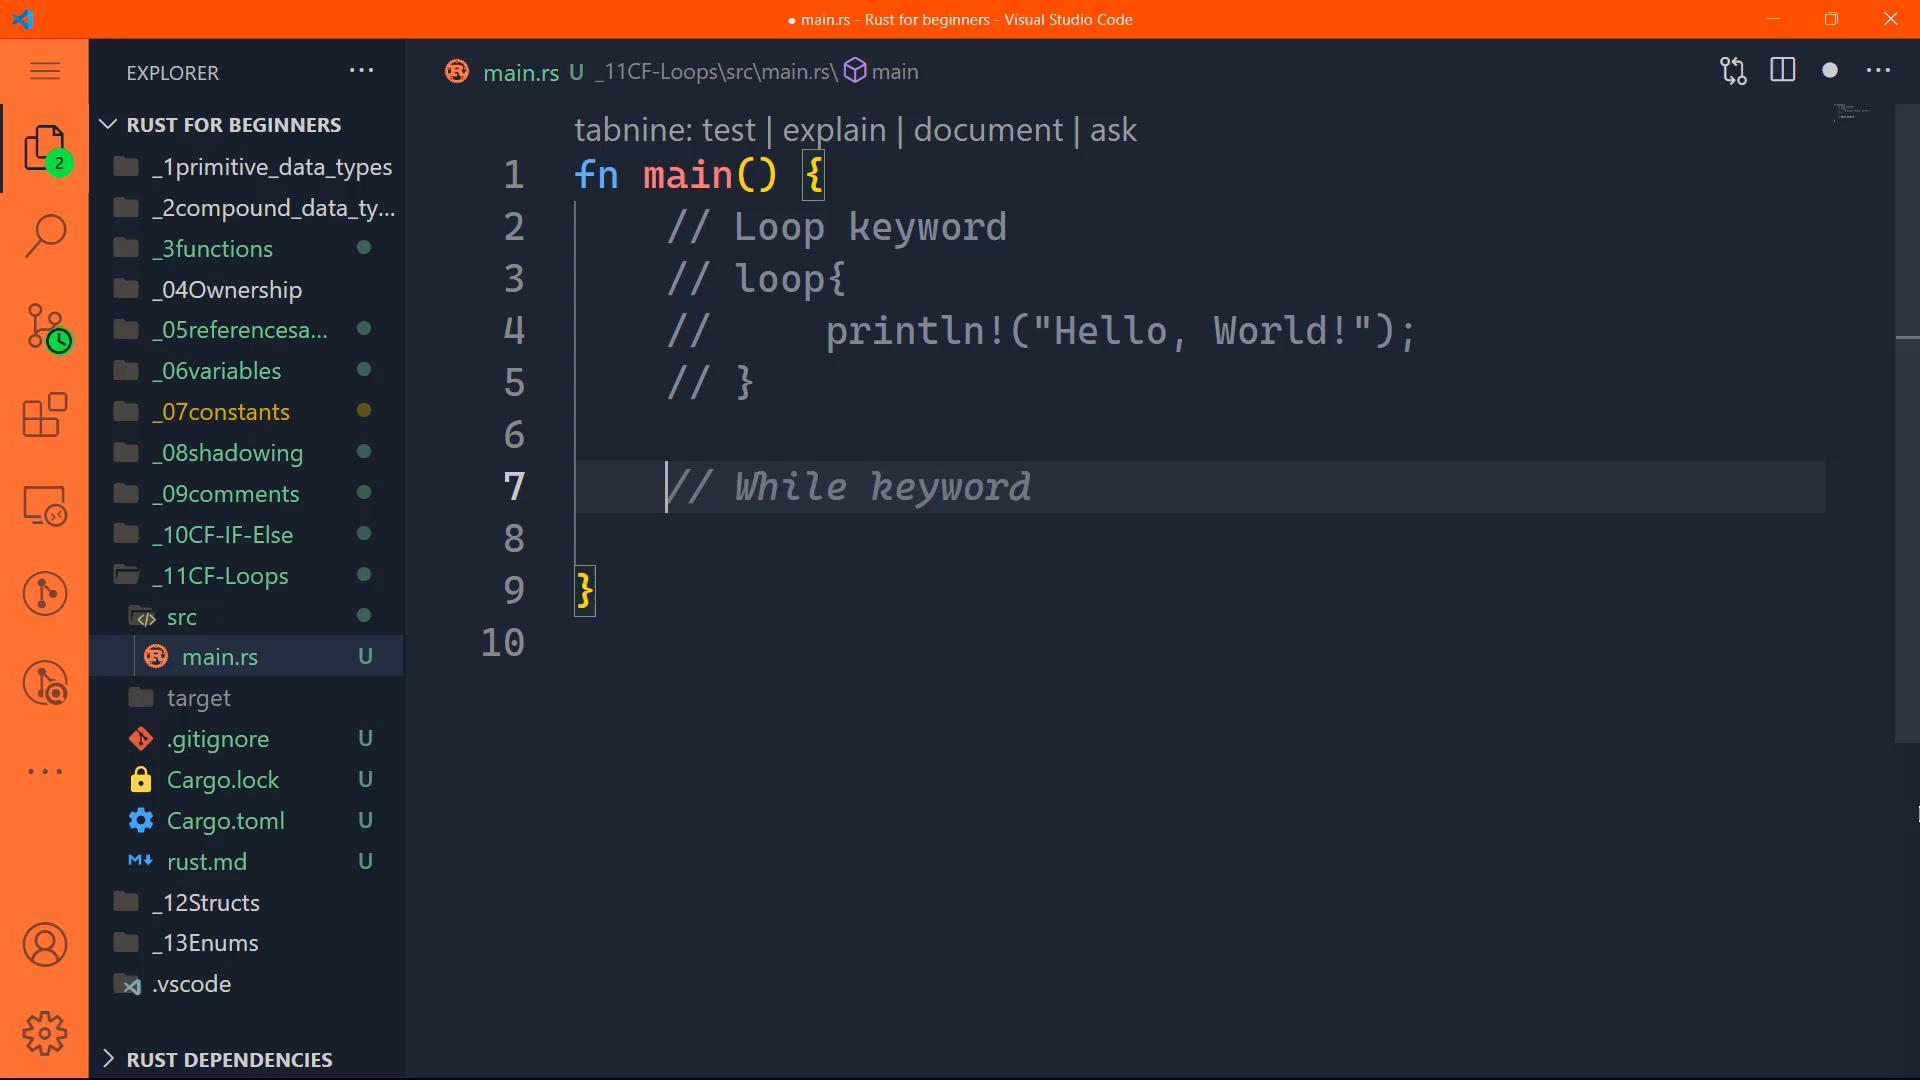 ● main.rs - Rust for beginners - Visual Studio Code
EXPLORER
RUST FOR BEGINNERS
_1primitive_data_types
_2compound_data_ty...
_3functions
_04Ownership
_05referencesa...
_06variables
_07constants
_08shadowing
_09comments
_10CF-IF-Else
_11CF-Loops
src
main.rs U
target
.gitignore U
Cargo.lock U
Cargo.toml U
rust.md U
_12Structs
_13Enums
.vscode
RUST DEPENDENCIES
2
main.rs U _11CF-Loops\src\main.rs\ main
tabnine: test | explain | document | ask
1 fn main() {
2 // Loop keyword
3 // loop{
4 //     println!("Hello, World!");
5 // }
6
7 // While keyword
8
9 }
10